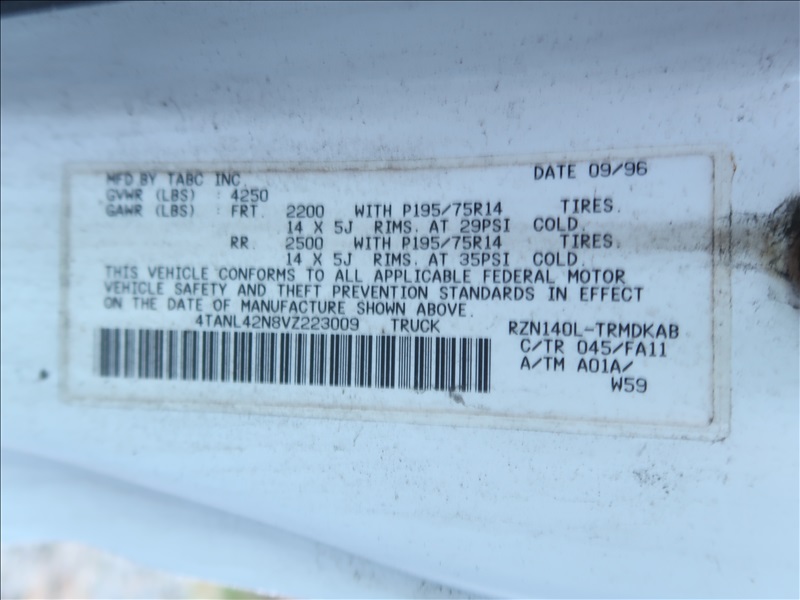 MFD BY TABC INC. DATE 09/96
GVWR (LBS) : 4250
GAWR (LBS) : FRT. 2200 WITH P195/75R14 TIRES.
14 X 5J RIMS. AT 29PSI COLD.
RR. 2500 WITH P195/75R14 TIRES.
14 X 5J RIMS. AT 35PSI COLD.
THIS VEHICLE CONFORMS TO ALL APPLICABLE FEDERAL MOTOR
VEHICLE SAFETY AND THEFT PREVENTION STANDARDS IN EFFECT
ON THE DATE OF MANUFACTURE SHOWN ABOVE.
4TANL42N8VZ223009 TRUCK RZN140L-TRMDKAB
C/TR 045/FA11
A/TM A01A/
W59